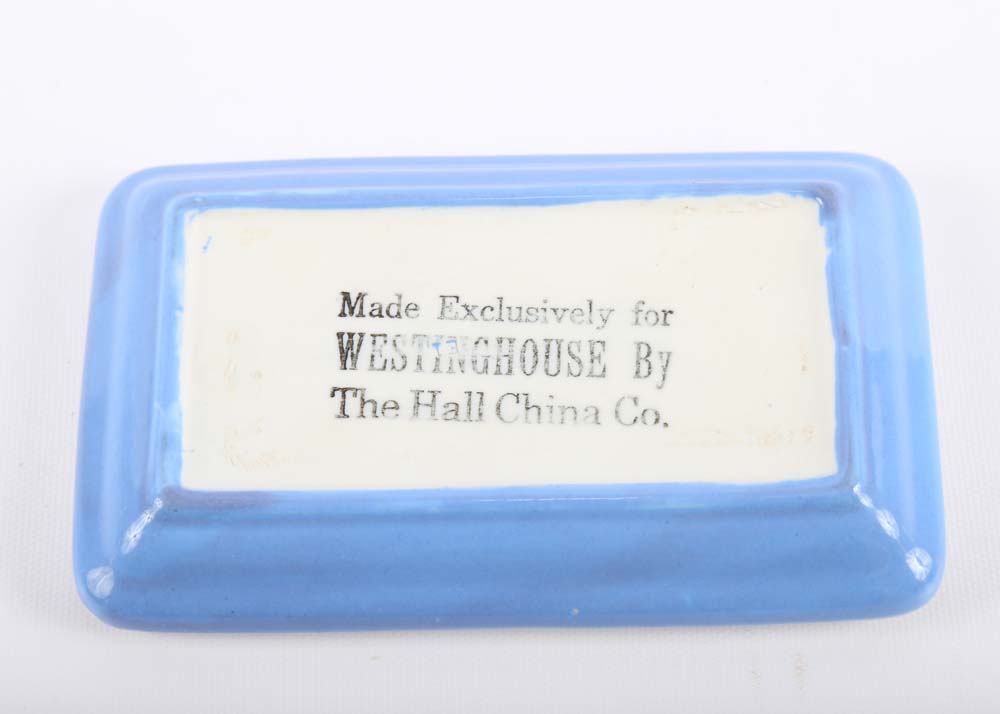 Made Exclusively for
WESTINGHOUSE By
The Hall China Co.